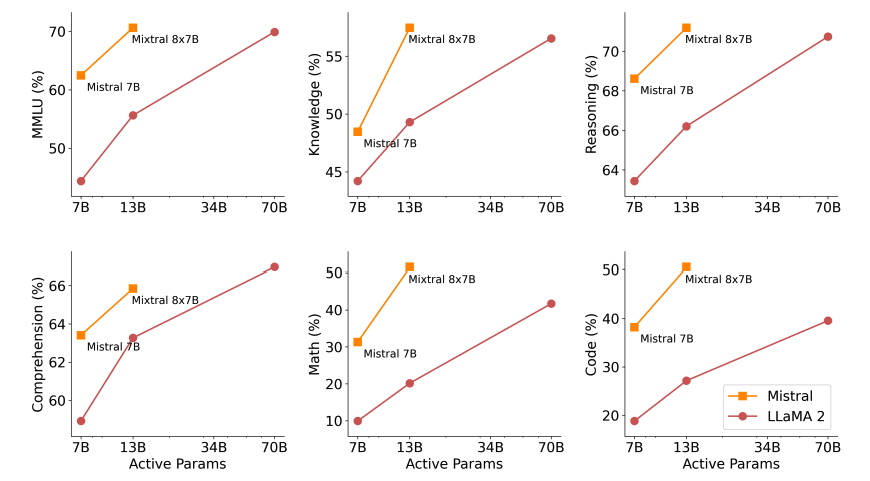 MMLU (%)
70
60
50
Mixtral 8x7B
Mistral 7B
7B 13B 34B 70B
Knowledge (%)
55
50
45
Mixtral 8x7B
Mistral 7B
7B 13B 34B 70B
Reasoning (%)
70
68
66
64
Mixtral 8x7B
Mistral 7B
7B 13B 34B 70B
Comprehension (%)
66
64
62
60
Mixtral 8x7B
Mistral 7B
7B 13B 34B 70B
Active Params
Math (%)
50
40
30
20
10
Mixtral 8x7B
Mistral 7B
7B 13B 34B 70B
Active Params
Code (%)
50
40
30
20
Mixtral 8x7B
Mistral 7B
Mistral
LLaMA 2
7B 13B 34B 70B
Active Params